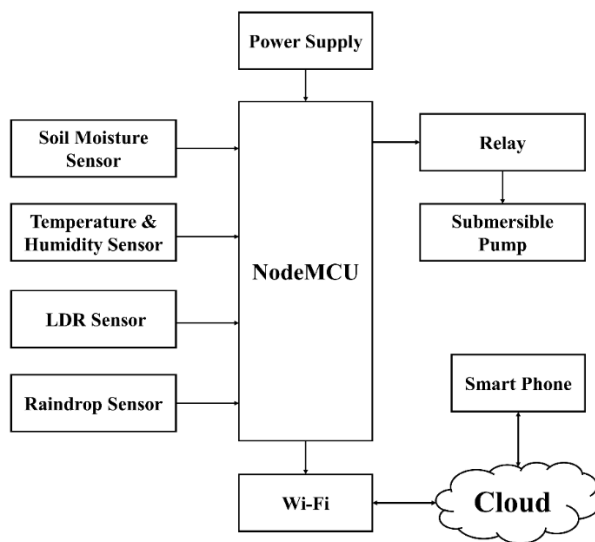 Power Supply
Soil Moisture
Sensor
Temperature &
Humidity Sensor
LDR Sensor
Raindrop Sensor
NodeMCU
Relay
Submersible
Pump
Smart Phone
Wi-Fi
Cloud